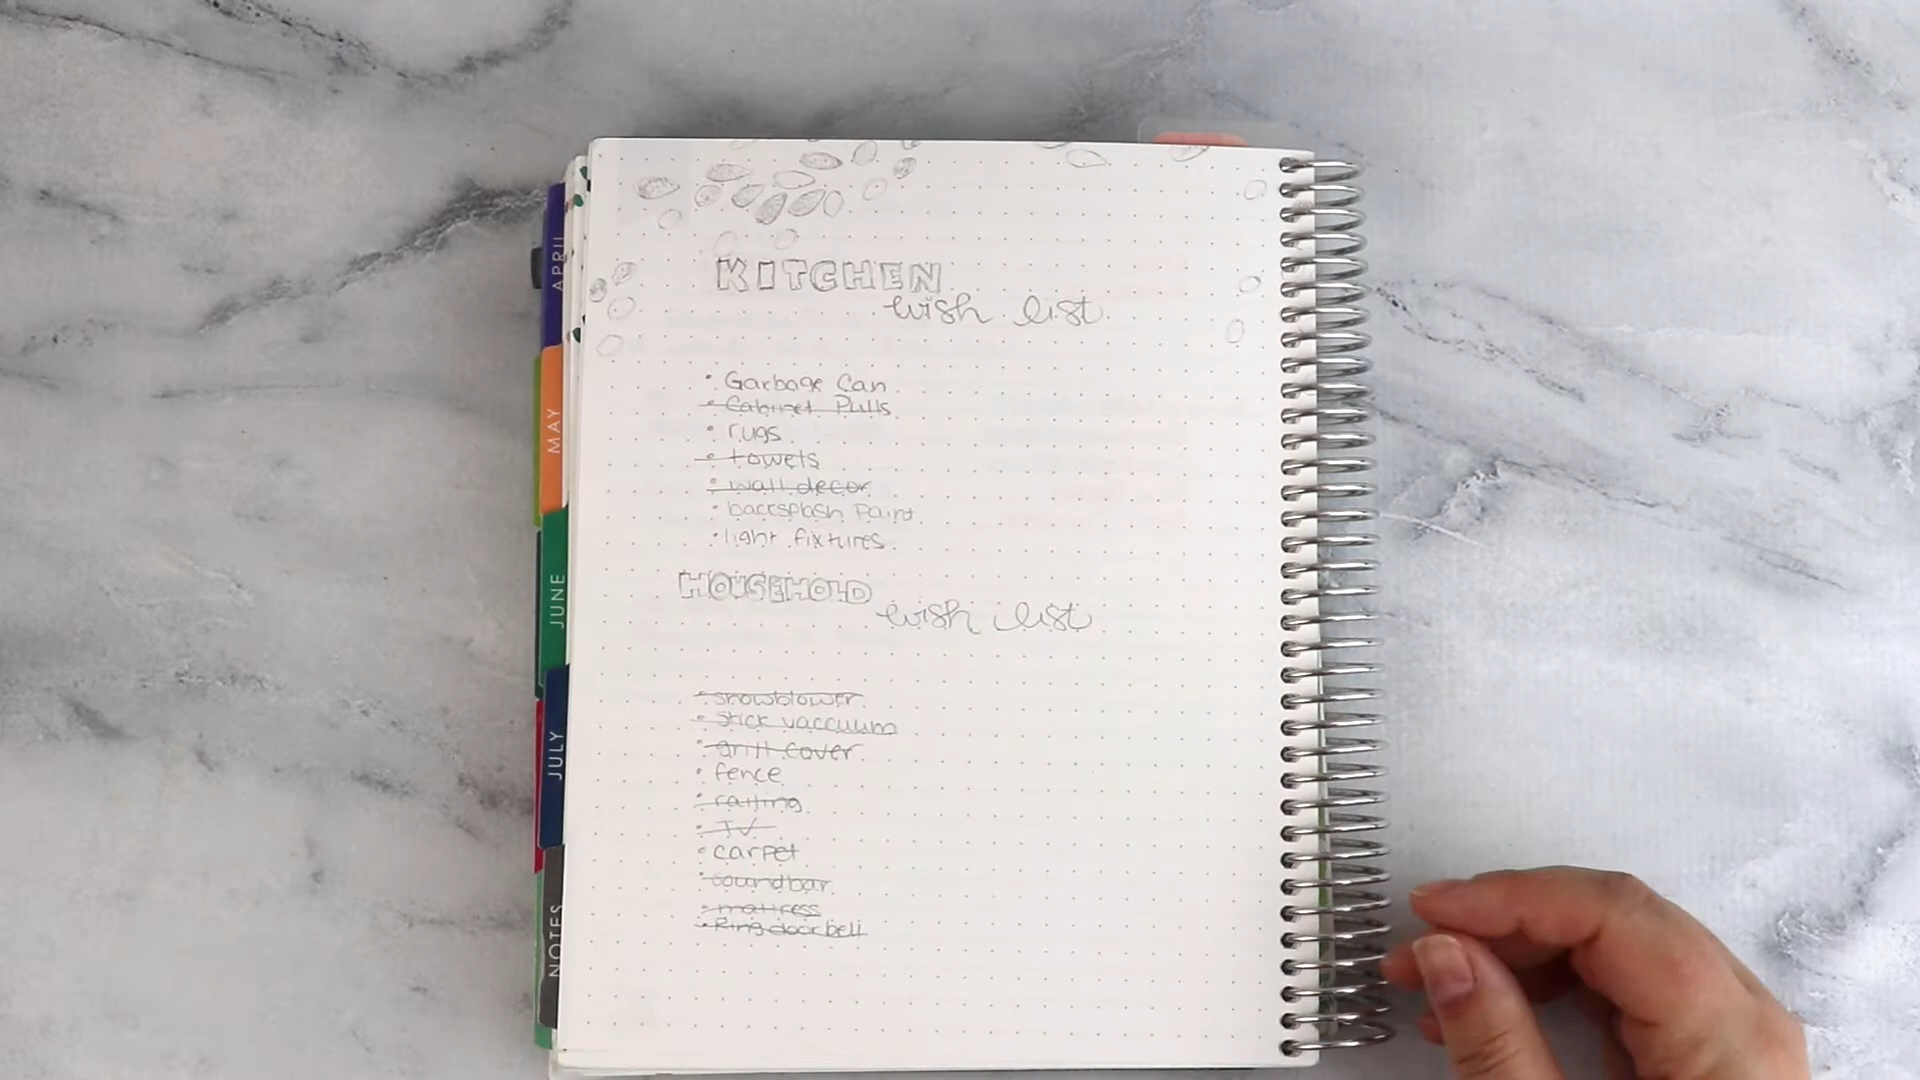 KITCHEN
wish list
• Garbage Can
• Cabinet Pulls
• rugs
• towels
• wall decor
• backsplash Paint
• light fixtures
HOUSEHOLD
wish list
• snowblower
• Stick vaccuum
• grill cover
• fence
• railing
• TV
• carpet
• soundbar
• mattress
• Ring doorbell
APRIL
MAY
JUNE
JULY
NOTES